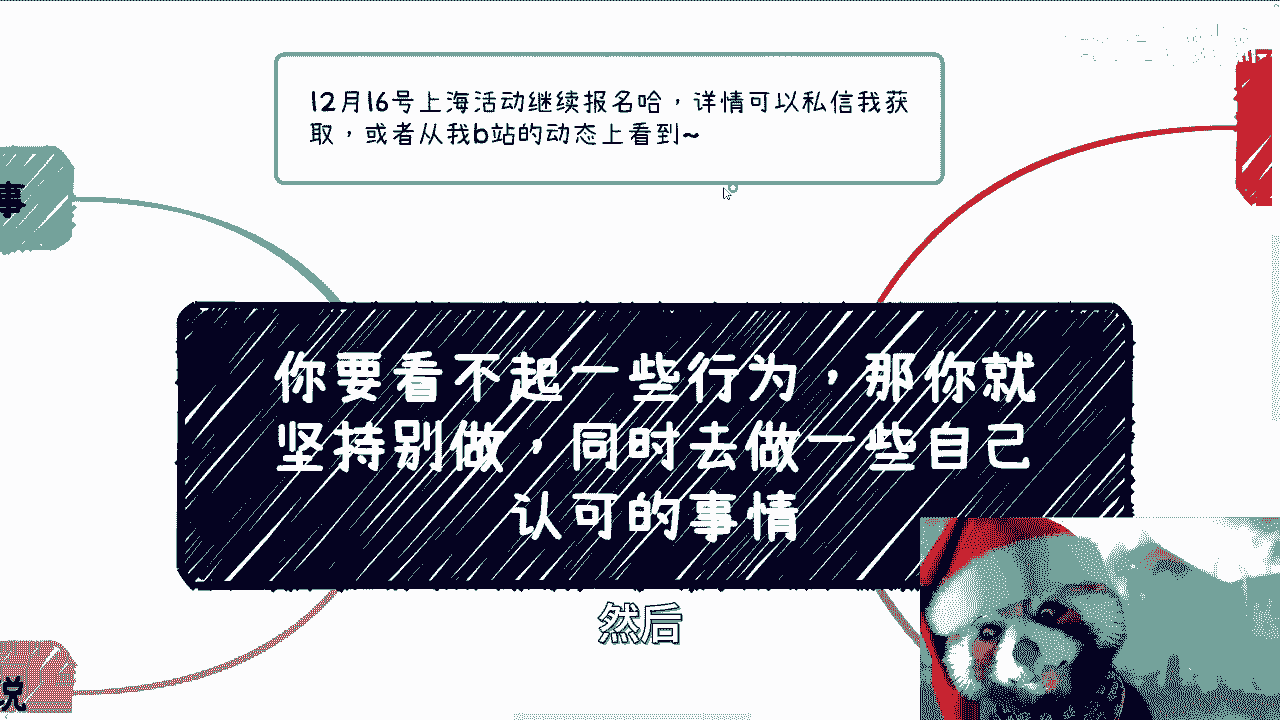 12月16号上海活动继续报名哈，详情可以私信我获
取，或者从我b站的动态上看到~
事
你要看不起一些行为，那你就
坚持别做，同时去做一些自己
认可的事情
然后
说